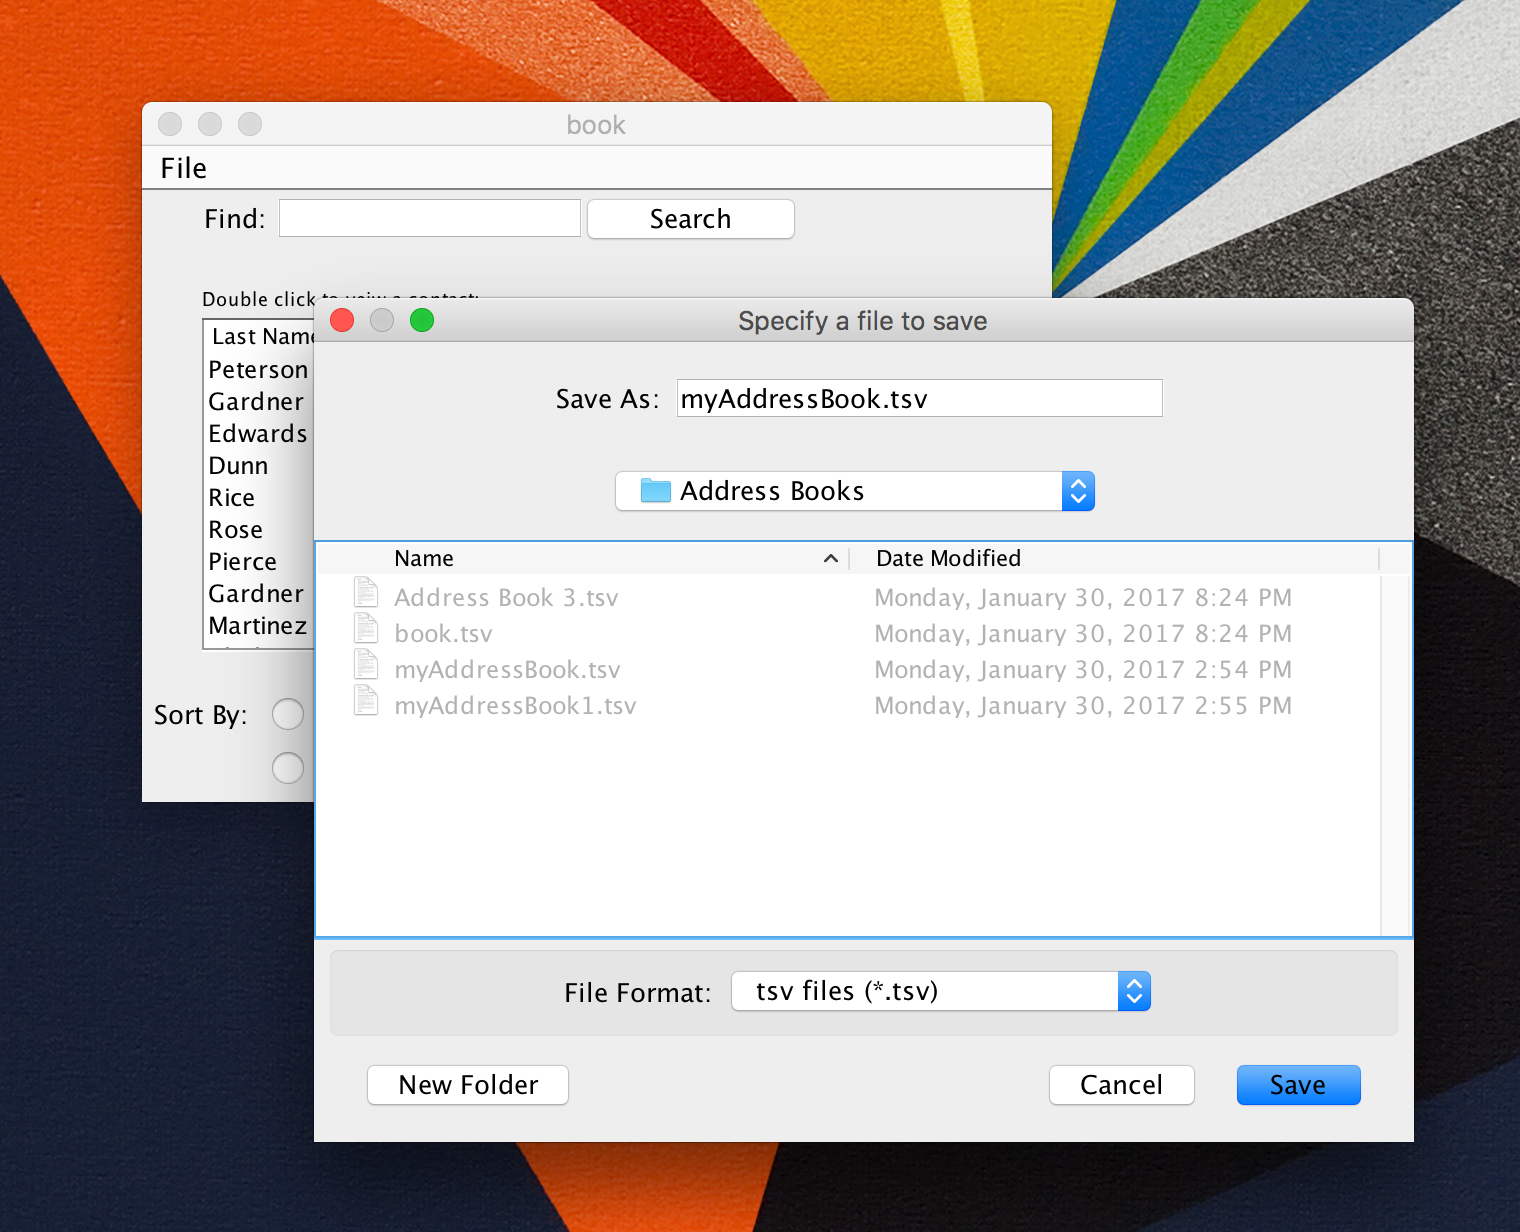 book
File
Find:
Search
Double click to veiw a contact:
Last Name
Peterson
Gardner
Edwards
Dunn
Rice
Rose
Pierce
Gardner
Martinez
Sort By:
Specify a file to save
Save As: myAddressBook.tsv
Address Books
Name Date Modified
Address Book 3.tsv Monday, January 30, 2017 8:24 PM
book.tsv Monday, January 30, 2017 8:24 PM
myAddressBook.tsv Monday, January 30, 2017 2:54 PM
myAddressBook1.tsv Monday, January 30, 2017 2:55 PM
File Format: tsv files (*.tsv)
New Folder Cancel Save